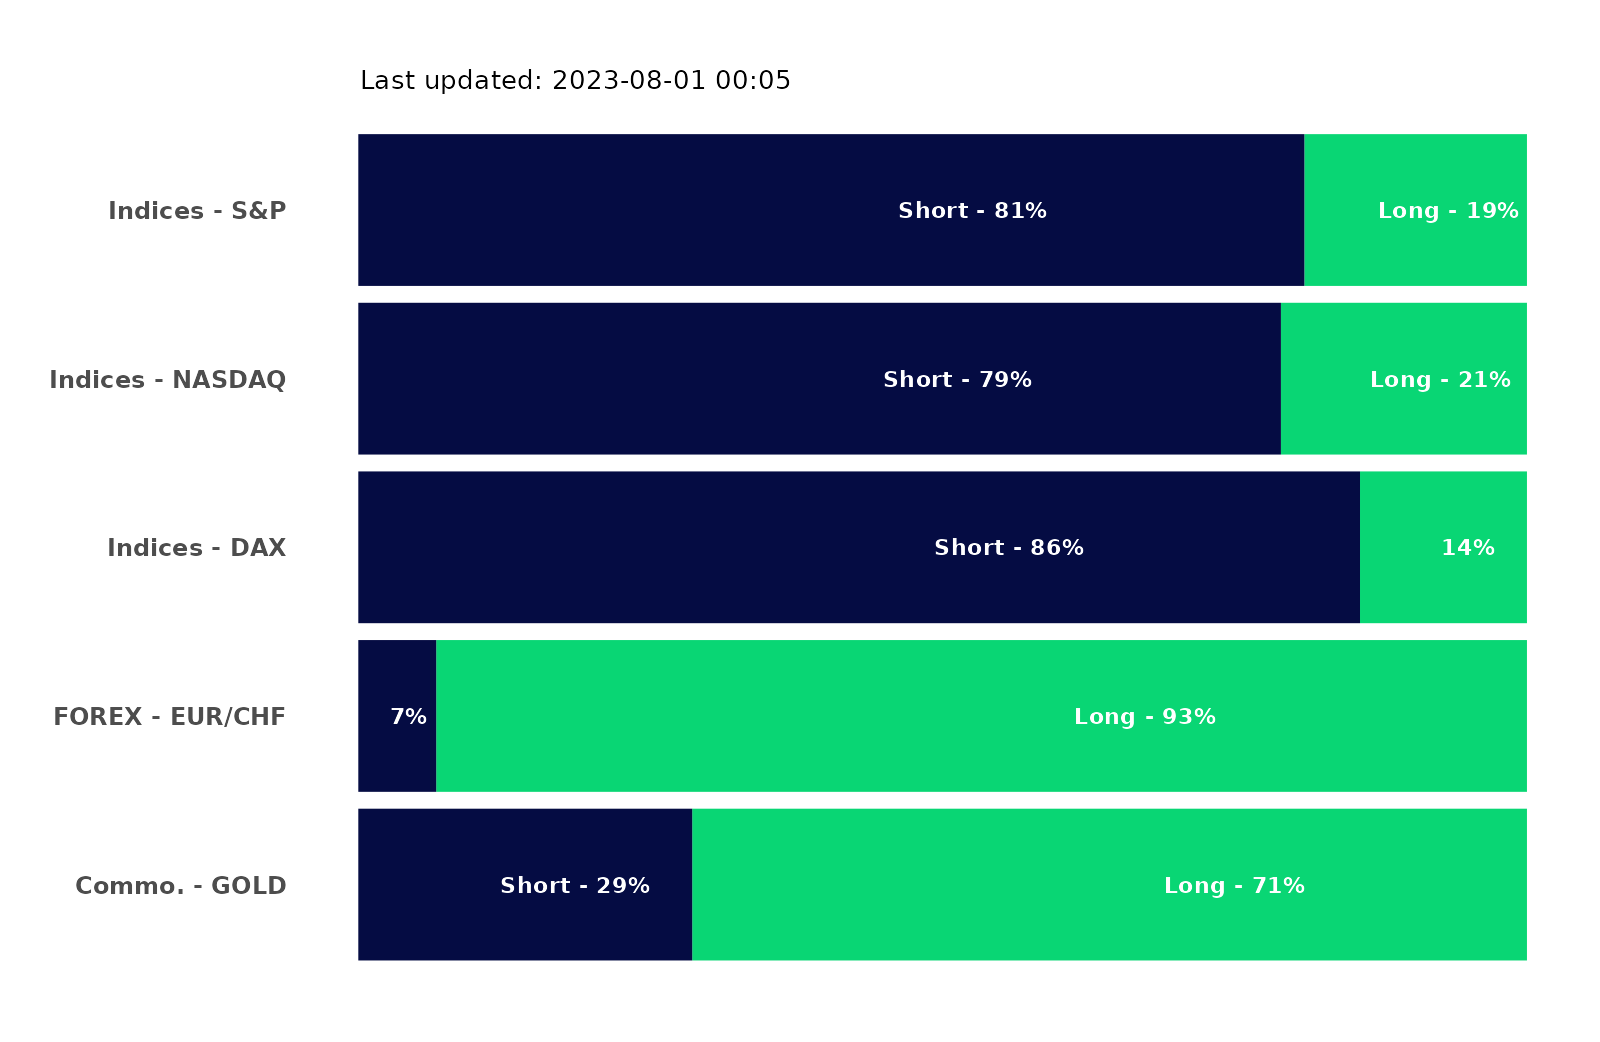 Last updated: 2023-08-01 00:05
Indices - S&P Short - 81% Long - 19%
Indices - NASDAQ Short - 79% Long - 21%
Indices - DAX Short - 86% 14%
FOREX - EUR/CHF 7% Long - 93%
Commo. - GOLD Short - 29% Long - 71%